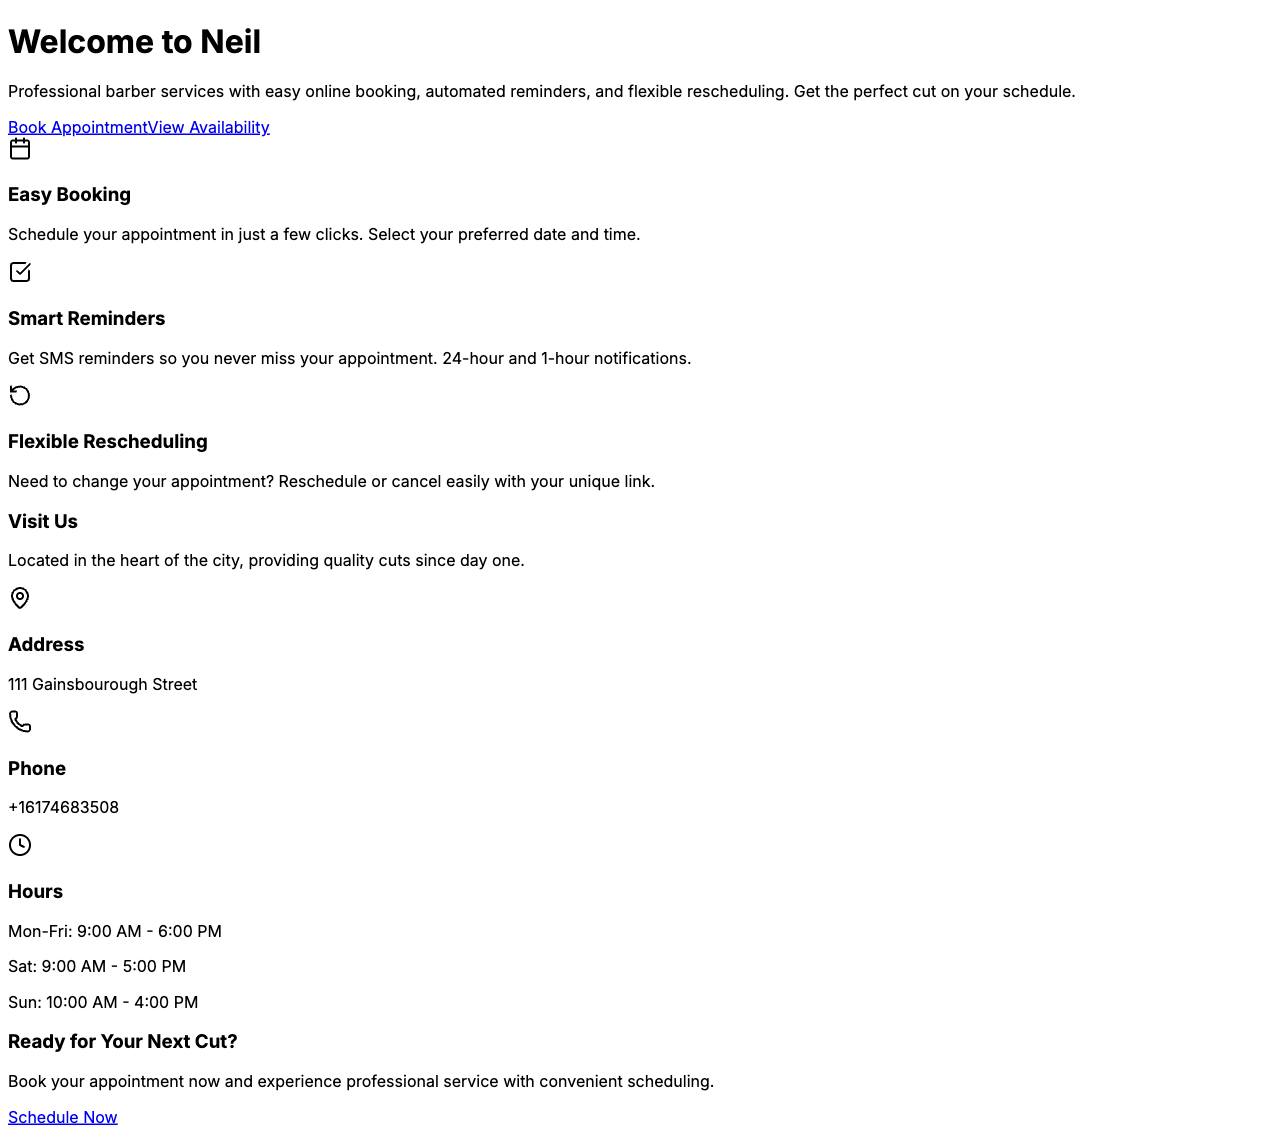 Welcome to Neil
Professional barber services with easy online booking, automated reminders, and flexible rescheduling. Get the perfect cut on your schedule.
Book AppointmentView Availability
Easy Booking
Schedule your appointment in just a few clicks. Select your preferred date and time.
Smart Reminders
Get SMS reminders so you never miss your appointment. 24-hour and 1-hour notifications.
Flexible Rescheduling
Need to change your appointment? Reschedule or cancel easily with your unique link.
Visit Us
Located in the heart of the city, providing quality cuts since day one.
Address
111 Gainsbourough Street
Phone
+16174683508
Hours
Mon-Fri: 9:00 AM - 6:00 PM
Sat: 9:00 AM - 5:00 PM
Sun: 10:00 AM - 4:00 PM
Ready for Your Next Cut?
Book your appointment now and experience professional service with convenient scheduling.
Schedule Now